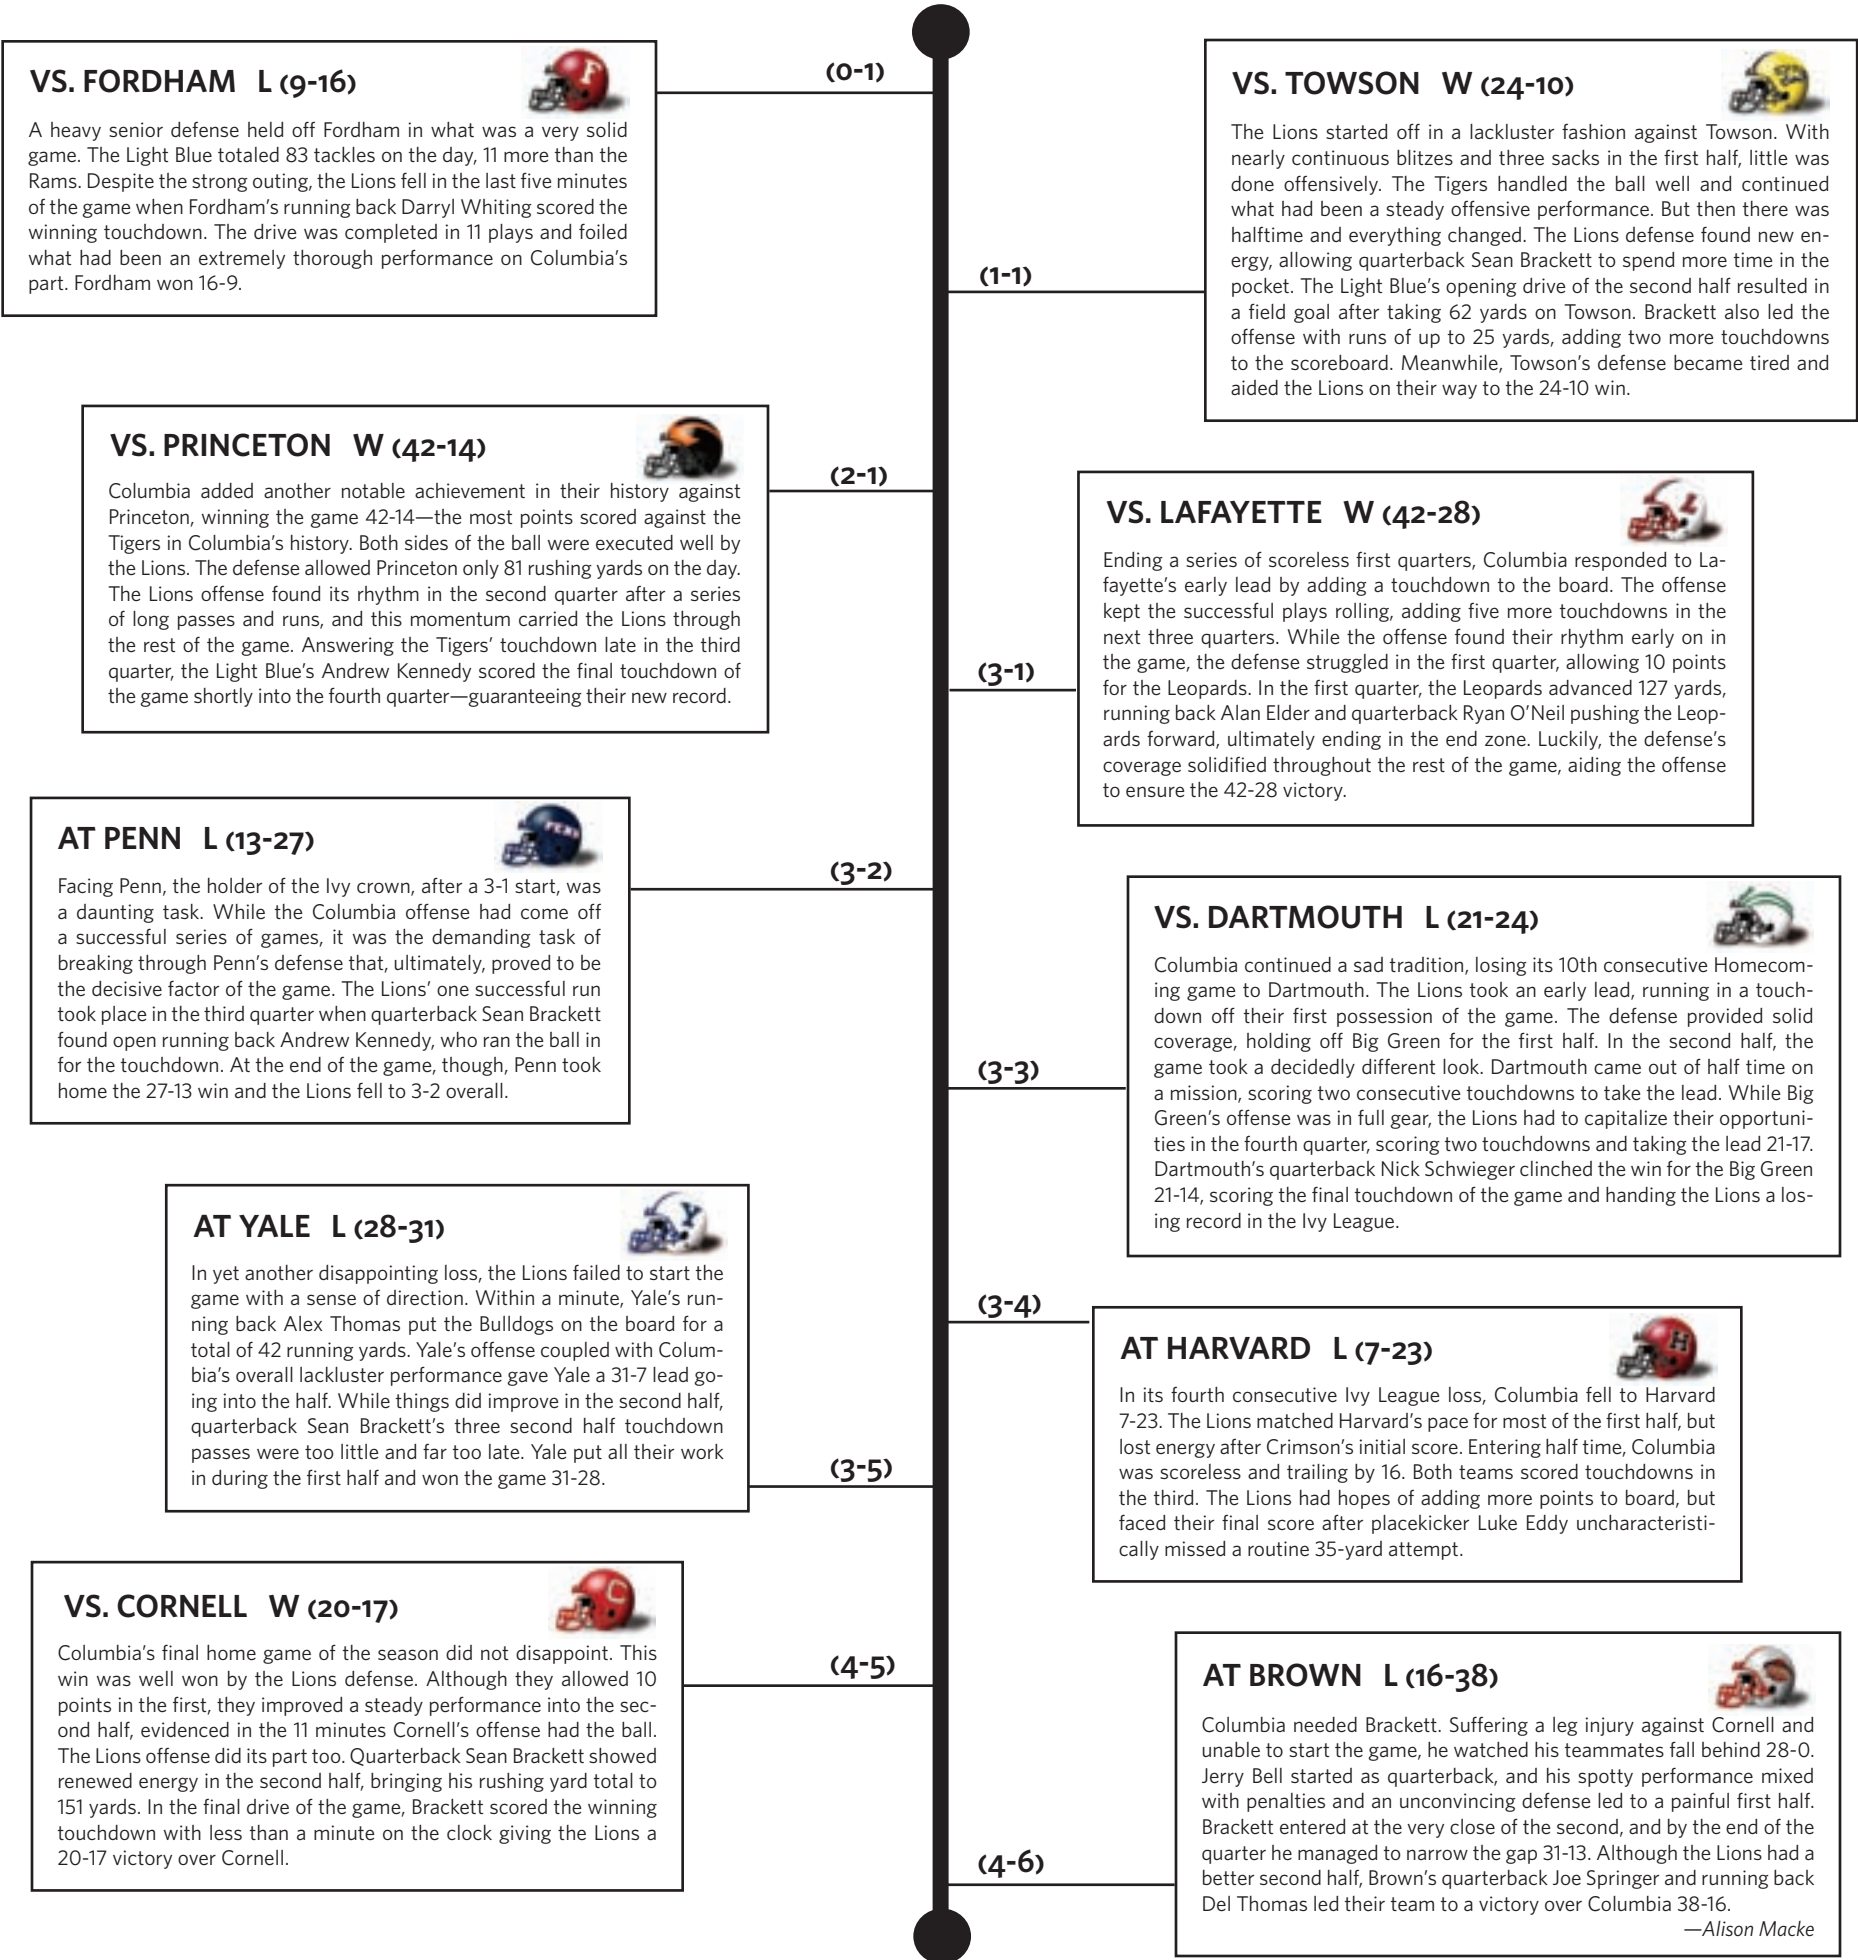 VS. FORDHAM L (9-16)
A heavy senior defense held off Fordham in what was a very solid
game. The Light Blue totaled 83 tackles on the day, 11 more than the
Rams. Despite the strong outing, the Lions fell in the last five minutes
of the game when Fordham's running back Darryl Whiting scored the
winning touchdown. The drive was completed in 11 plays and foiled
what had been an extremely thorough performance on Columbia's
part. Fordham won 16-9.
(0-1)
VS. TOWSON W (24-10)
The Lions started off in a lackluster fashion against Towson. With
nearly continuous blitzes and three sacks in the first half, little was
done offensively. The Tigers handled the ball well and continued
what had been a steady offensive performance. But then there was
halftime and everything changed. The Lions defense found new en-
ergy, allowing quarterback Sean Brackett to spend more time in the
pocket. The Light Blue's opening drive of the second half resulted in
a field goal after taking 62 yards on Towson. Brackett also led the
offense with runs of up to 25 yards, adding two more touchdowns
to the scoreboard. Meanwhile, Towson's defense became tired and
aided the Lions on their way to the 24-10 win.
(1-1)
VS. PRINCETON W (42-14)
Columbia added another notable achievement in their history against
Princeton, winning the game 42-14—the most points scored against the
Tigers in Columbia's history. Both sides of the ball were executed well by
the Lions. The defense allowed Princeton only 81 rushing yards on the day.
The Lions offense found its rhythm in the second quarter after a series
of long passes and runs, and this momentum carried the Lions through
the rest of the game. Answering the Tigers' touchdown late in the third
quarter, the Light Blue's Andrew Kennedy scored the final touchdown of
the game shortly into the fourth quarter—guaranteeing their new record.
(2-1)
VS. LAFAYETTE W (42-28)
Ending a series of scoreless first quarters, Columbia responded to La-
fayette's early lead by adding a touchdown to the board. The offense
kept the successful plays rolling, adding five more touchdowns in the
next three quarters. While the offense found their rhythm early on in
the game, the defense struggled in the first quarter, allowing 10 points
for the Leopards. In the first quarter, the Leopards advanced 127 yards,
running back Alan Elder and quarterback Ryan O'Neil pushing the Leop-
ards forward, ultimately ending in the end zone. Luckily, the defense's
coverage solidified throughout the rest of the game, aiding the offense
to ensure the 42-28 victory.
(3-1)
AT PENN L (13-27)
Facing Penn, the holder of the Ivy crown, after a 3-1 start, was
a daunting task. While the Columbia offense had come off
a successful series of games, it was the demanding task of
breaking through Penn's defense that, ultimately, proved to be
the decisive factor of the game. The Lions' one successful run
took place in the third quarter when quarterback Sean Brackett
found open running back Andrew Kennedy, who ran the ball in
for the touchdown. At the end of the game, though, Penn took
home the 27-13 win and the Lions fell to 3-2 overall.
(3-2)
VS. DARTMOUTH L (21-24)
Columbia continued a sad tradition, losing its 10th consecutive Homecom-
ing game to Dartmouth. The Lions took an early lead, running in a touch-
down off their first possession of the game. The defense provided solid
coverage, holding off Big Green for the first half. In the second half, the
game took a decidedly different look. Dartmouth came out of half time on
a mission, scoring two consecutive touchdowns to take the lead. While Big
Green's offense was in full gear, the Lions had to capitalize their opportuni-
ties in the fourth quarter, scoring two touchdowns and taking the lead 21-17.
Dartmouth's quarterback Nick Schwieger clinched the win for the Big Green
21-14, scoring the final touchdown of the game and handing the Lions a los-
ing record in the Ivy League.
(3-3)
AT HARVARD L (7-23)
In its fourth consecutive Ivy League loss, Columbia fell to Harvard
7-23. The Lions matched Harvard's pace for most of the first half, but
lost energy after Crimson's initial score. Entering half time, Columbia
was scoreless and trailing by 16. Both teams scored touchdowns in
the third. The Lions had hopes of adding more points to board, but
faced their final score after placekicker Luke Eddy uncharacteristi-
cally missed a routine 35-yard attempt.
(3-4)
AT YALE L (28-31)
In yet another disappointing loss, the Lions failed to start the
game with a sense of direction. Within a minute, Yale's run-
ning back Alex Thomas put the Bulldogs on the board for a
total of 42 running yards. Yale's offense coupled with Colum-
bia's overall lackluster performance gave Yale a 31-7 lead go-
ing into the half. While things did improve in the second half,
quarterback Sean Brackett's three second half touchdown
passes were too little and far too late. Yale put all their work
in during the first half and won the game 31-28.
(3-5)
VS. CORNELL W (20-17)
Columbia's final home game of the season did not disappoint. This
win was well won by the Lions defense. Although they allowed 10
points in the first, they improved a steady performance into the sec-
ond half, evidenced in the 11 minutes Cornell's offense had the ball.
The Lions offense did its part too. Quarterback Sean Brackett showed
renewed energy in the second half, bringing his rushing yard total to
151 yards. In the final drive of the game, Brackett scored the winning
touchdown with less than a minute on the clock giving the Lions a
20-17 victory over Cornell.
(4-5)
AT BROWN L (16-38)
Columbia needed Brackett. Suffering a leg injury against Cornell and
unable to start the game, he watched his teammates fall behind 28-0.
Jerry Bell started as quarterback, and his spotty performance mixed
with penalties and an unconvincing defense led to a painful first half.
Brackett entered at the very close of the second, and by the end of the
quarter he managed to narrow the gap 31-13. Although the Lions had a
better second half, Brown's quarterback Joe Springer and running back
Del Thomas led their team to a victory over Columbia 38-16.
—Alison Macke
(4-6)